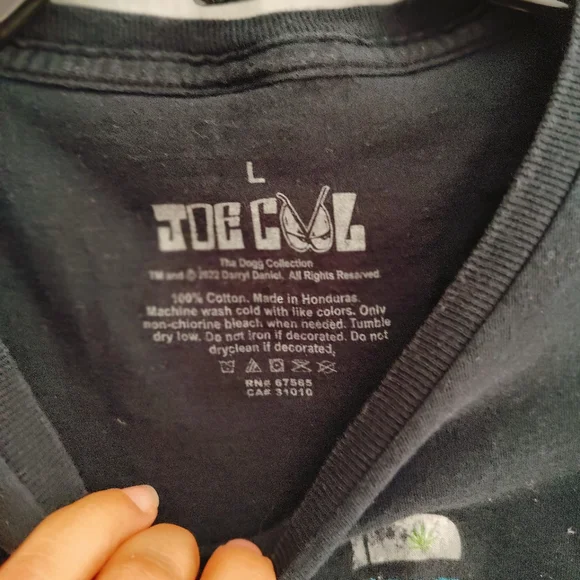 L
JOE COOL
The Dogg Collection
TM and © 2022 Darryl Daniel. All Rights Reserved.
100% Cotton. Made in Honduras.
Machine wash cold with like colors. Only
non-chlorine bleach when needed. Tumble
dry low. Do not iron if decorated. Do not
dryclean if decorated.
RN# 67565
CA# 31010